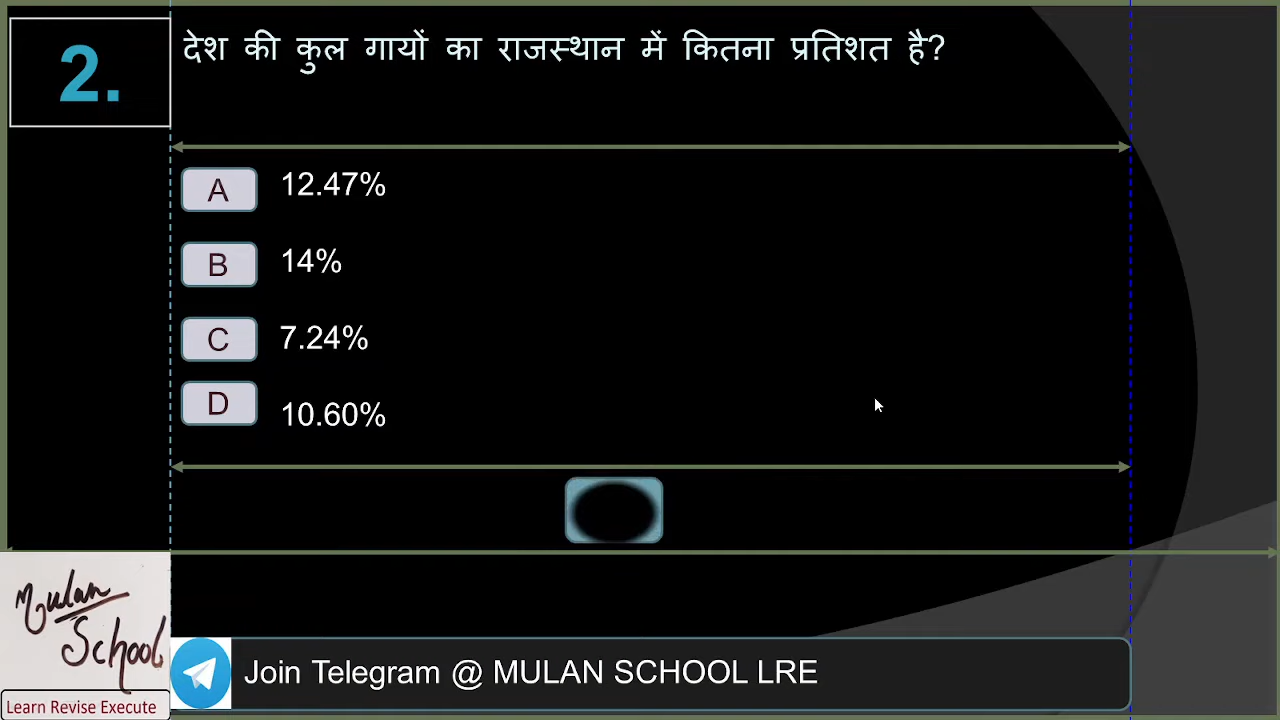 2.
देश की कुल गायों का राजस्थान में कितना प्रतिशत है?
A 12.47%
B 14%
C 7.24%
D 10.60%
Mulan
School
Learn Revise Execute
Join Telegram @ MULAN SCHOOL LRE